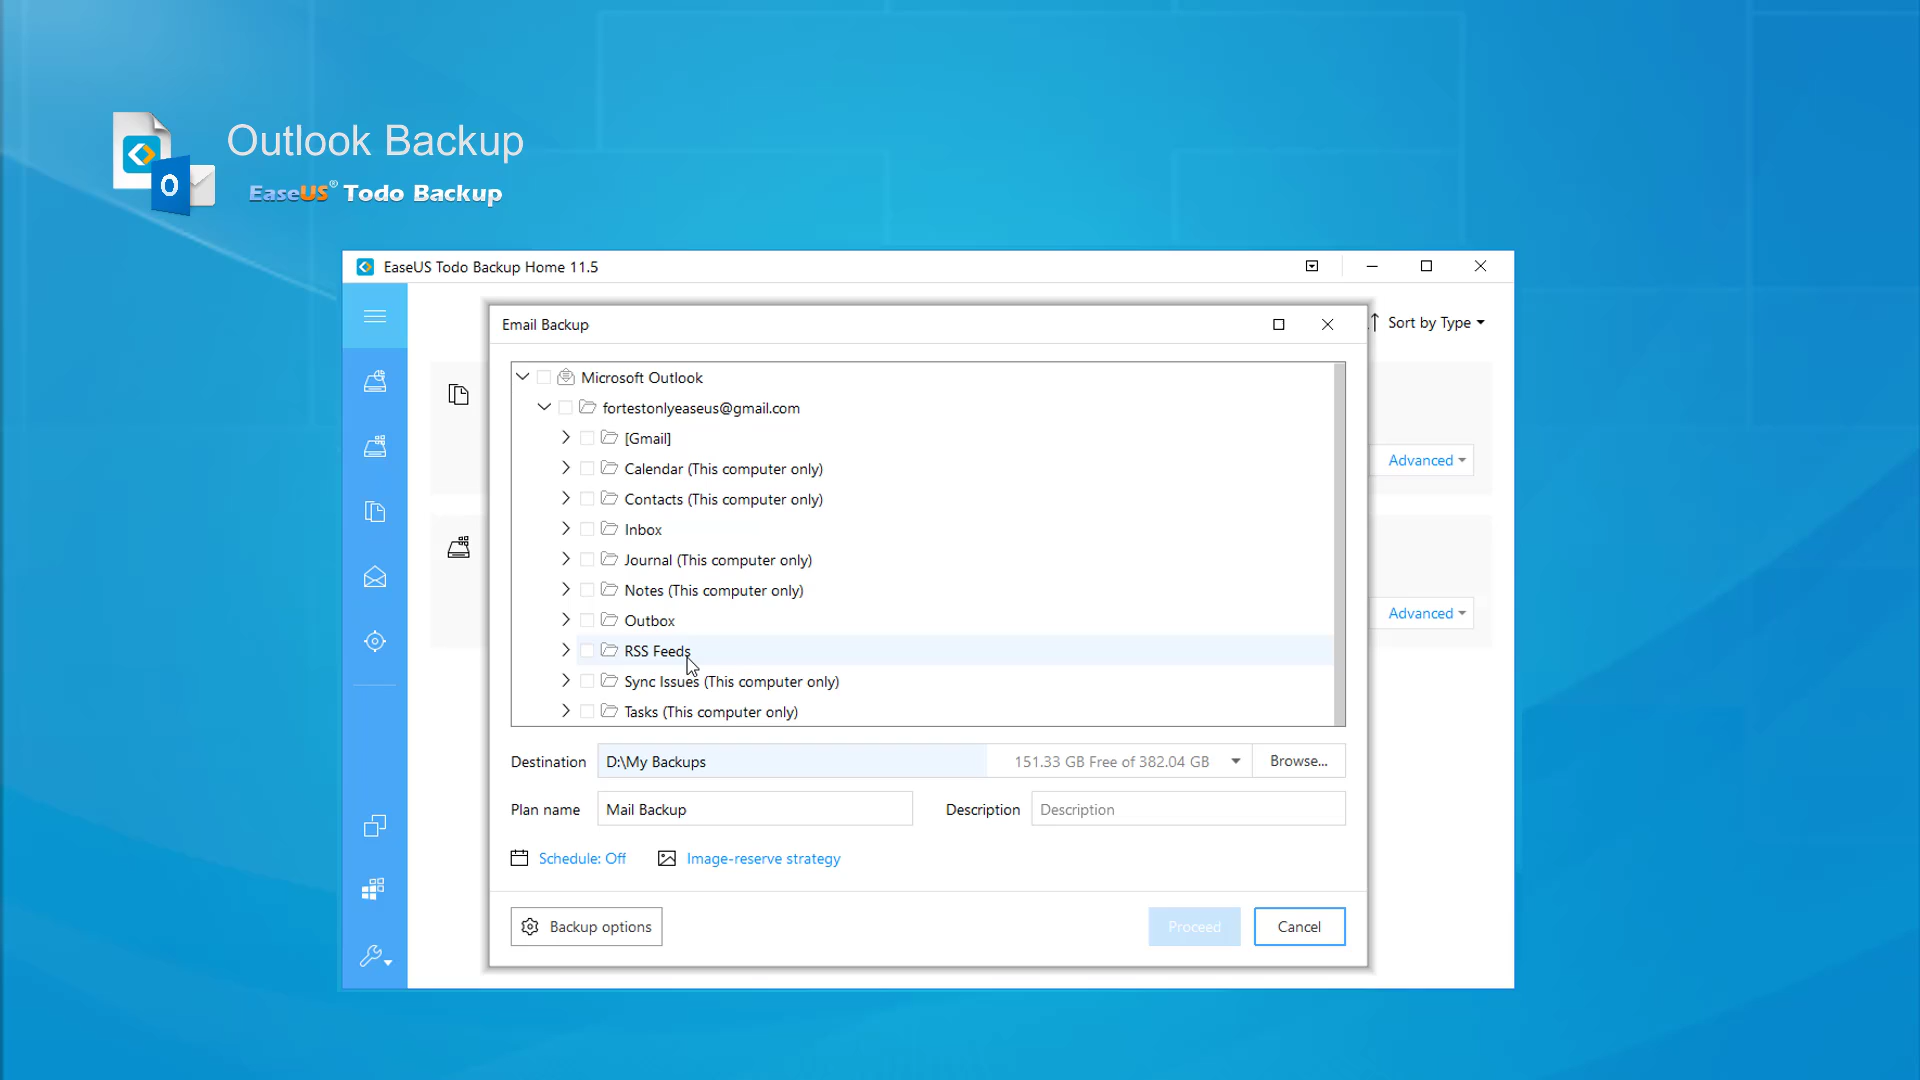 Outlook Backup
EaseUS® Todo Backup
EaseUS Todo Backup Home 11.5
Sort by Type
Email Backup
Microsoft Outlook
fortestonlyeaseus@gmail.com
[Gmail]
Calendar (This computer only)
Contacts (This computer only)
Inbox
Journal (This computer only)
Notes (This computer only)
Outbox
RSS Feeds
Sync Issues (This computer only)
Tasks (This computer only)
Advanced
Advanced
Destination D:\My Backups 151.33 GB Free of 382.04 GB Browse...
Plan name Mail Backup Description Description
Schedule: Off Image-reserve strategy
Backup options Proceed Cancel